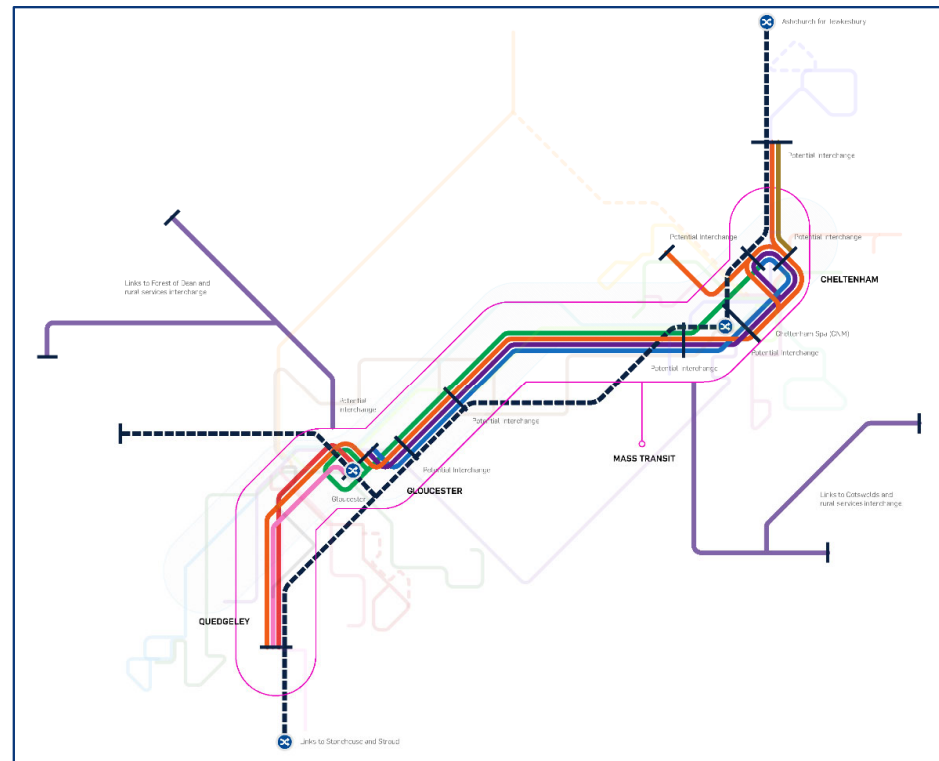 Ashchurch for Tewkesbury
Potential Interchange
Potential Interchange
Potential Interchange
CHELTENHAM
Links to Forest of Dean and
rural services interchange
Cheltenham Spa (CNM)
Potential Interchange
Potential Interchange
Potential
Interchange
Potential Interchange
MASS TRANSIT
Potential Interchange
GLOUCESTER
Gloucester
Links to Cotswolds and
rural services interchange
QUEDGELEY
Links to Stonehouse and Stroud